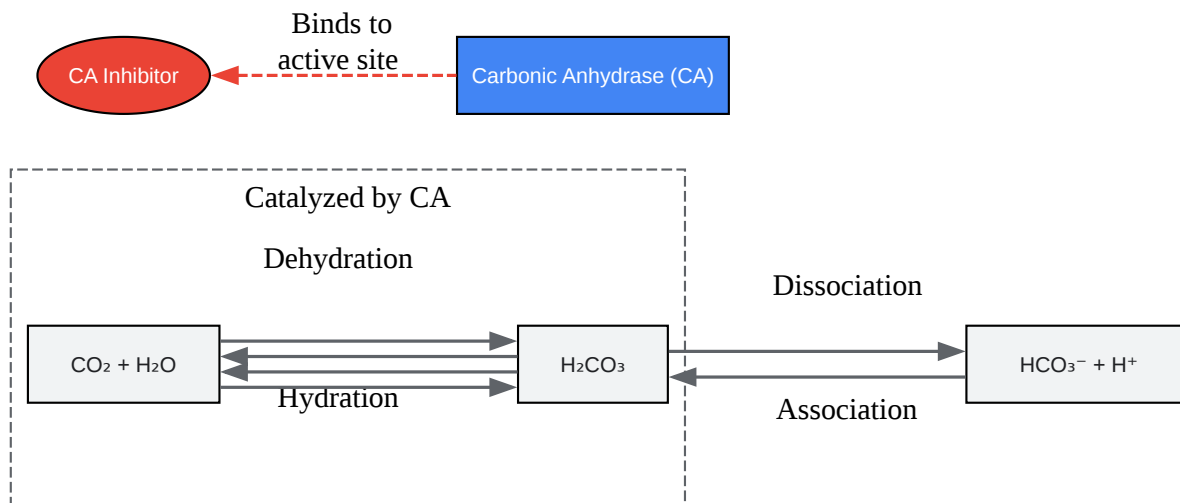 Binds to
active site
CA Inhibitor
Carbonic Anhydrase (CA)
Catalyzed by CA
Dehydration
Dissociation
CO₂ + H₂O
H₂CO₃
HCO₃⁻ + H⁺
Hydration
Association